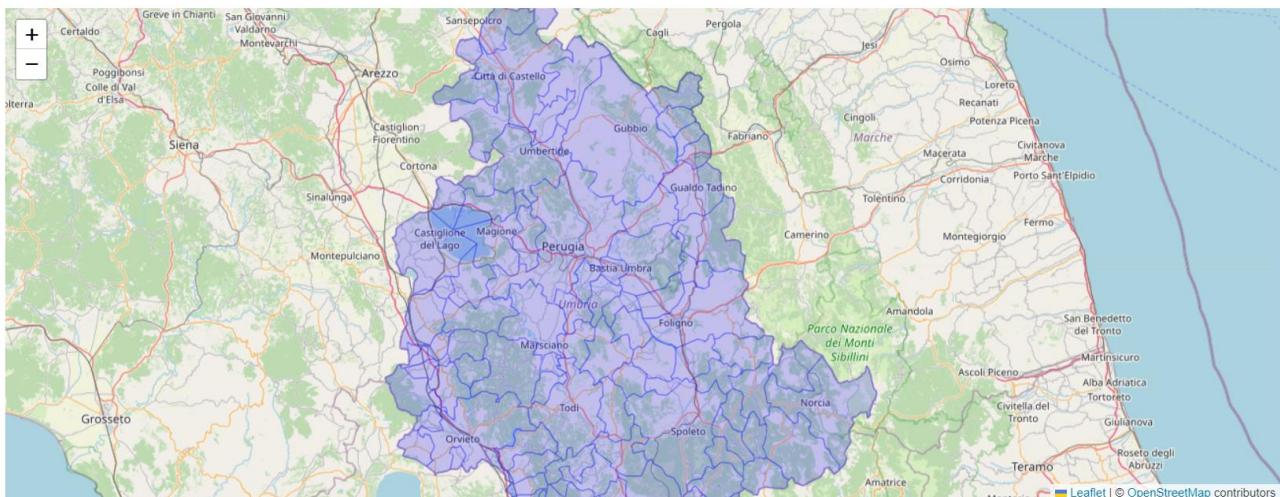 Greve in Chianti
San Giovanni
Valdarno
Sansepolcro
Certaldo
Montevarchi
Cagli
Pergola
Jesi
+
−
Poggibonsi
Colle di Val
d'Elsa
Arezzo
Città di Castello
Osimo
Loreto
olterra
Recanati
Castiglion
Fiorentino
Gubbio
Fabriano
Cingoli
Marche
Potenza Picena
Siena
Umbertide
Civitanova
Marche
Macerata
Cortona
Corridonia
Porto Sant'Elpidio
Sinalunga
Gualdo Tadino
Tolentino
Fermo
Castiglione
del Lago
Magione
Camerino
Montegiorgio
Montepulciano
Perugia
Bastia Umbra
Umbria
Amandola
Foligno
San Benedetto
del Tronto
Parco Nazionale
dei Monti
Sibillini
Marsciano
Martinsicuro
Ascoli Piceno
Alba Adriatica
Tortoreto
Norcia
Civitella del
Tronto
Todi
Grosseto
Giulianova
Spoleto
Orvieto
Roseto degli
Abruzzi
Teramo
Amatrice
Leaflet | © OpenStreetMap contributors